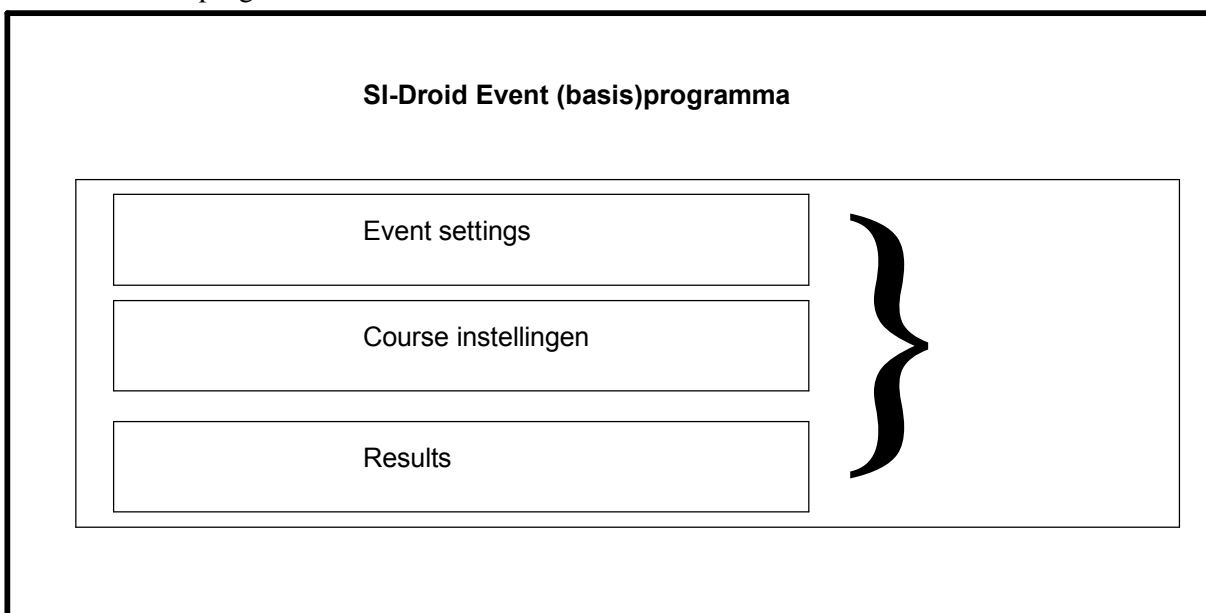 SI-Droid Event (basis)programma
Event settings
Course instellingen
Results